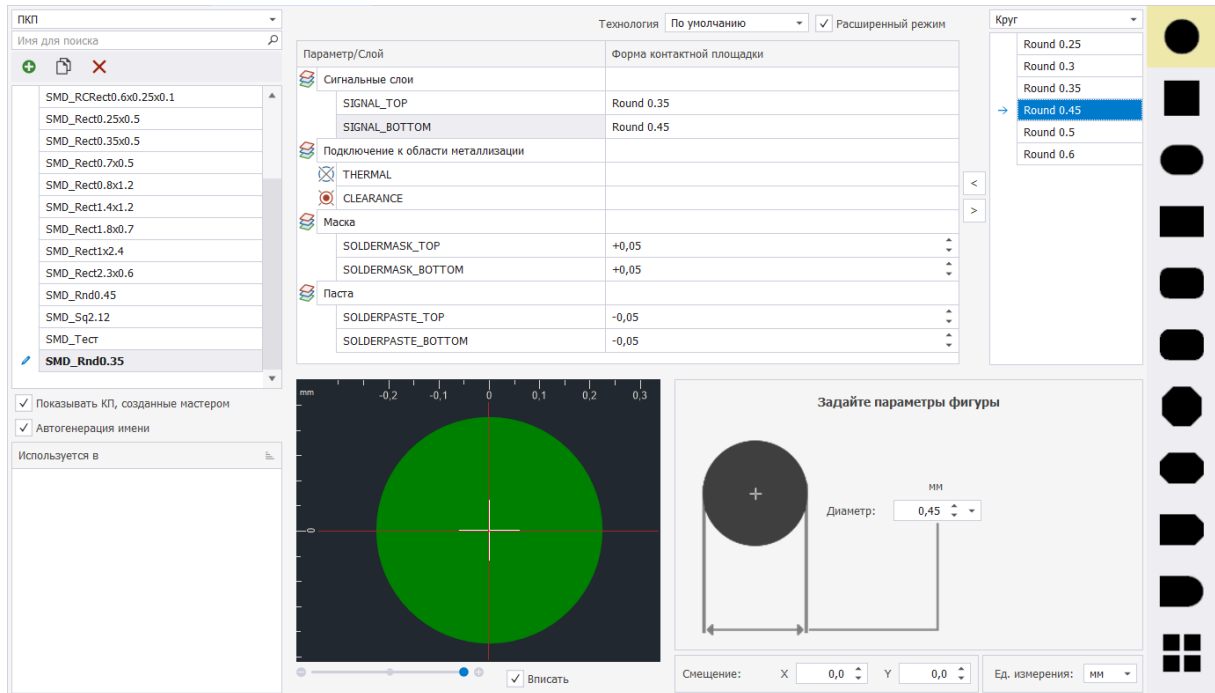 ПКП
Имя для поиска
SMD_RCRect0.6x0.25x0.1
SMD_Rect0.25x0.5
SMD_Rect0.35x0.5
SMD_Rect0.7x0.5
SMD_Rect0.8x1.2
SMD_Rect1.4x1.2
SMD_Rect1.8x0.7
SMD_Rect1x2.4
SMD_Rect2.3x0.6
SMD_Rnd0.45
SMD_Sq2.12
SMD_Тест
SMD_Rnd0.35
Показывать КП, созданные мастером
Автогенерация имени
Используется в
Технология По умолчанию Расширенный режим
Параметр/Слой Форма контактной площадки
Сигнальные слои
SIGNAL_TOP Round 0.35
SIGNAL_BOTTOM Round 0.45
Подключение к области металлизации
THERMAL
CLEARANCE
Маска
SOLDERMASK_TOP +0,05
SOLDERMASK_BOTTOM +0,05
Паста
SOLDERPASTE_TOP -0,05
SOLDERPASTE_BOTTOM -0,05
<
>
Круг
Round 0.25
Round 0.3
Round 0.35
Round 0.45
Round 0.5
Round 0.6
mm -0,2 -0,1 0 0,1 0,2 0,3
0
Вписать
Задайте параметры фигуры
мм
Диаметр: 0,45
Смещение: X 0,0 Y 0,0
Ед. измерения: мм